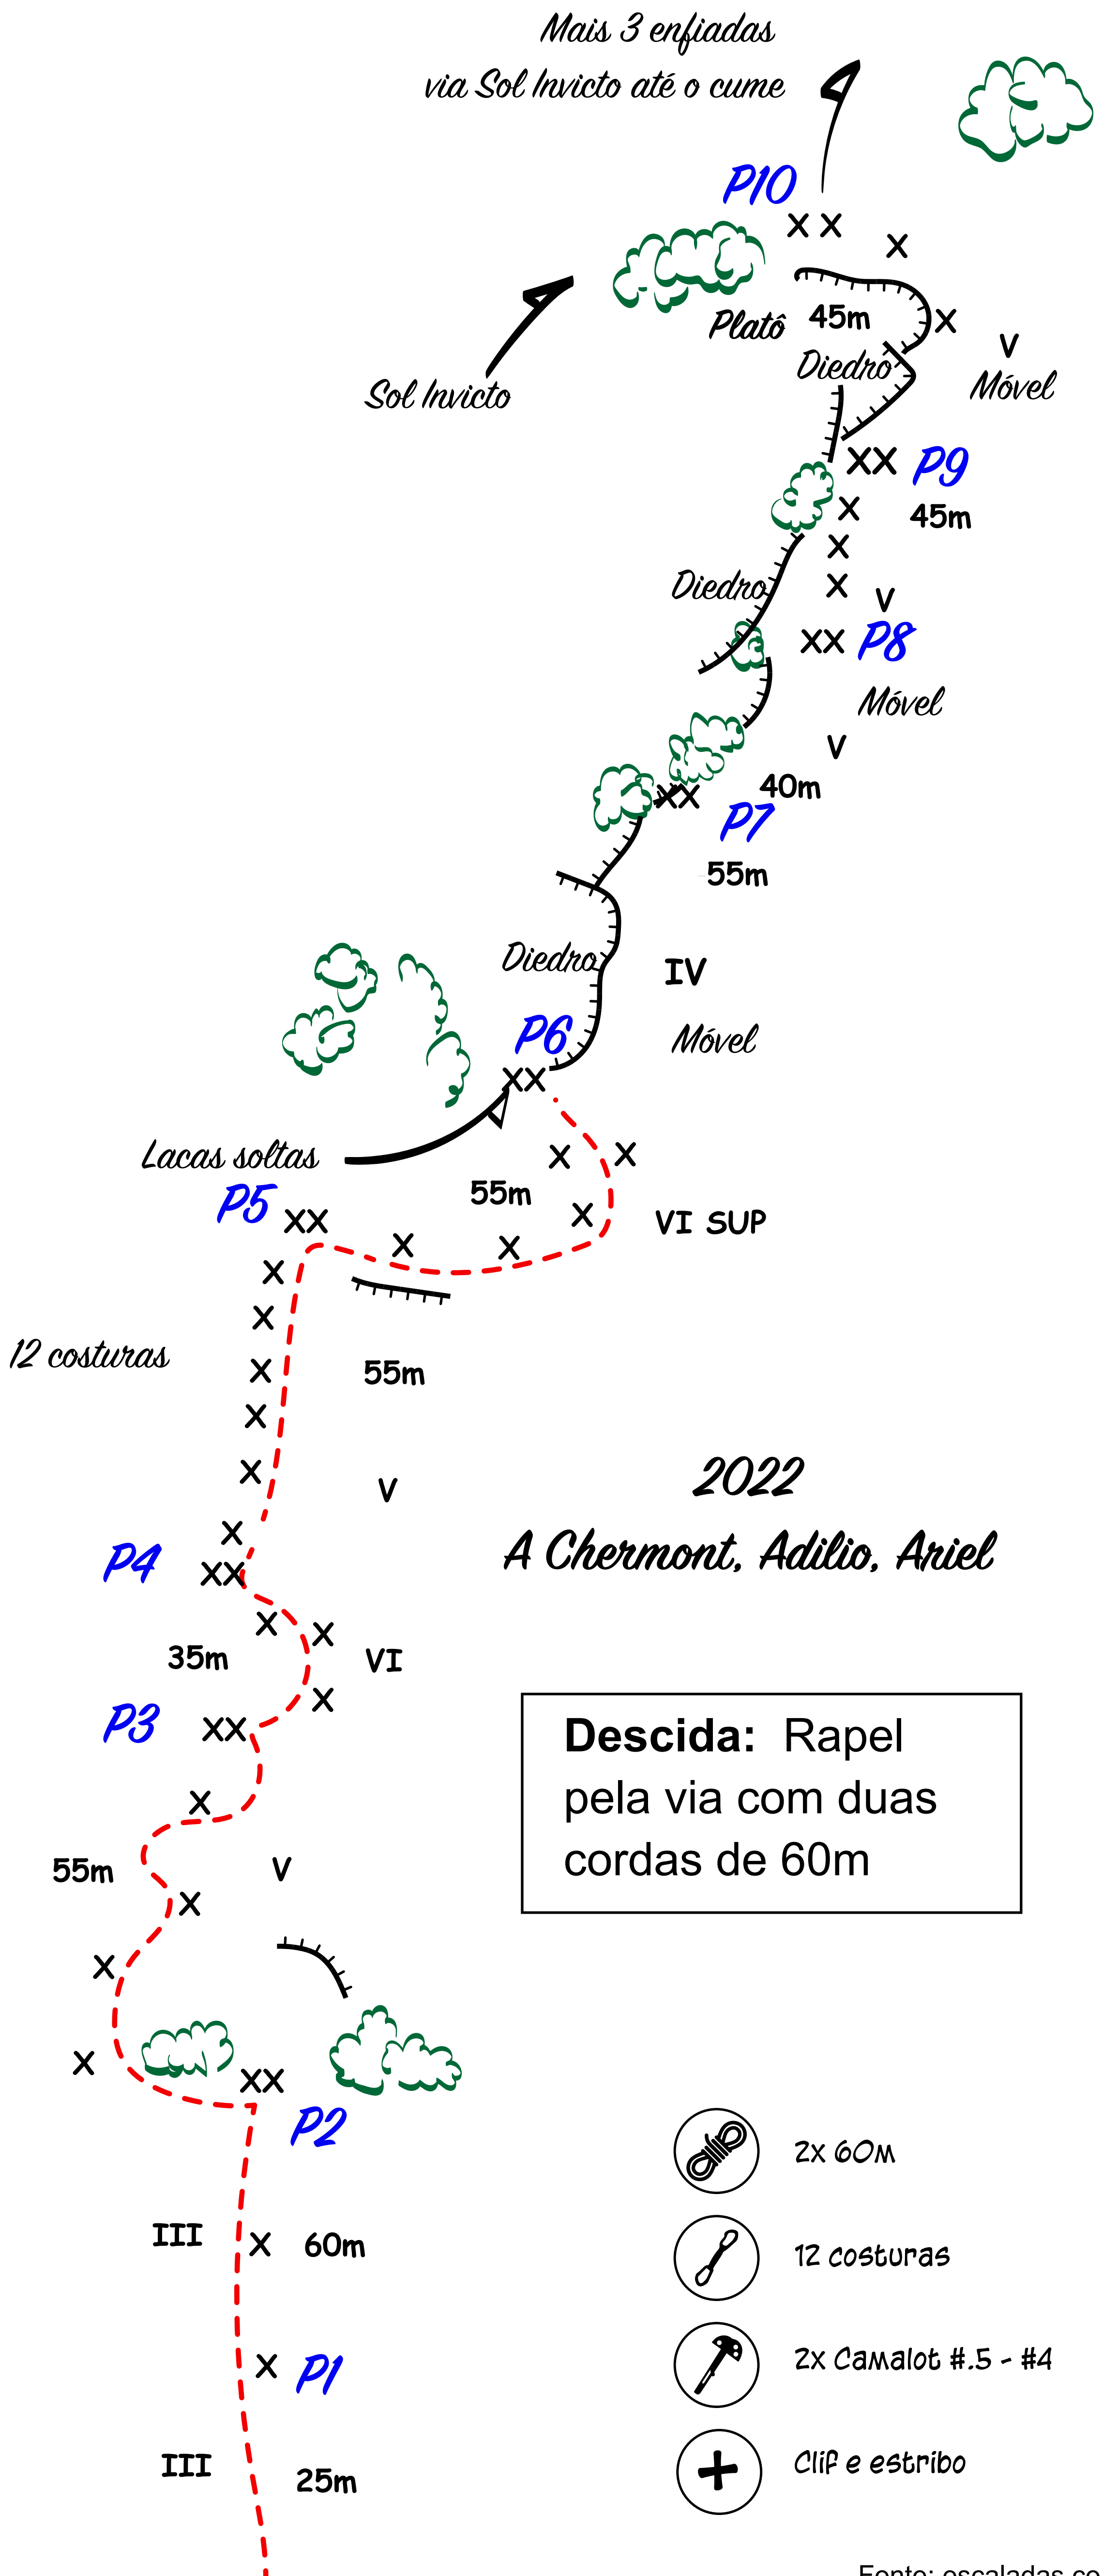 Mais 3 enfiadas
via Sol Invicto até o cume
P10
Platô
45m
Sol Invicto
Diedro
V
Móvel
P9
45m
Diedro
V
P8
Móvel
V
40m
P7
55m
Diedro
IV
P6
Móvel
Lacas soltas
P5
55m
VI SUP
12 costuras
55m
V
2022
A Chermont, Adilio, Ariel
P4
35m
VI
P3
Descida: Rapel
pela via com duas
cordas de 60m
55m
V
P2
2x 60m
III
60m
12 costuras
P1
2x Camalot #.5 - #4
III
25m
Clif e estribo
Fonte: escaladas.co